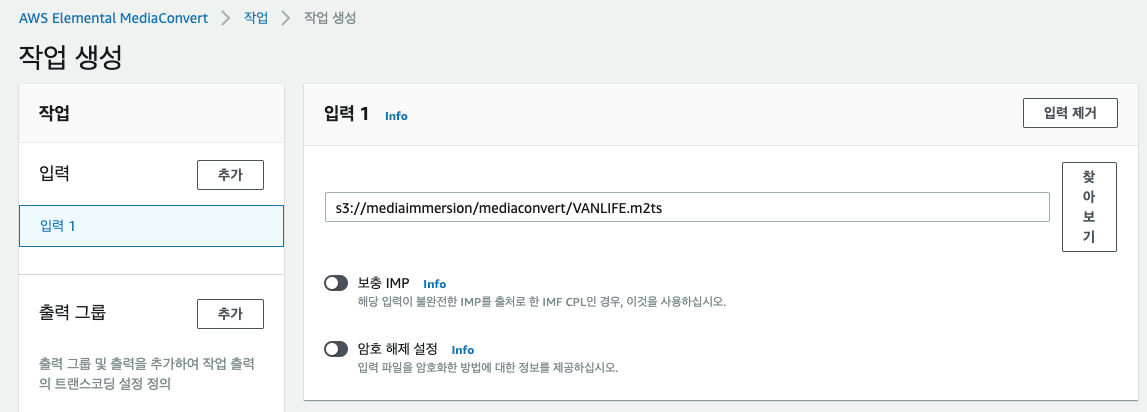 AWS Elemental MediaConvert > 작업 > 작업 생성
작업 생성
작업
입력
추가
입력 1
출력 그룹
추가
출력 그룹 및 출력을 추가하여 작업 출력
의 트랜스코딩 설정 정의
입력 1 Info
입력 제거
s3://mediaimmersion/mediaconvert/VANLIFE.m2ts
찾
아
보
기
보충 IMP Info
해당 입력이 불완전한 IMP를 출처로 한 IMF CPL인 경우, 이것을 사용하십시오.
암호 해제 설정 Info
입력 파일을 암호화한 방법에 대한 정보를 제공하십시오.